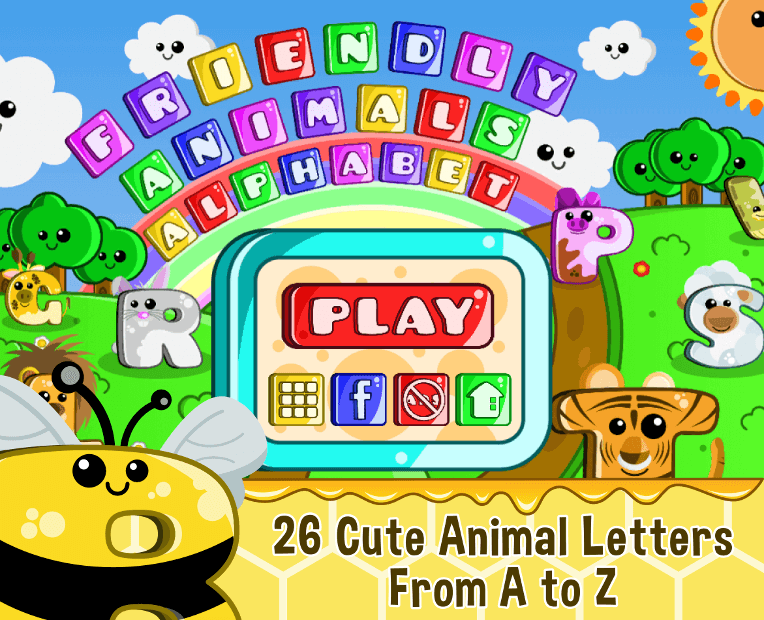 FRIENDLY
ANIMALS
ALPHABET
P
G
R
S
PLAY
f
T
B
26 Cute Animal Letters
From A to Z